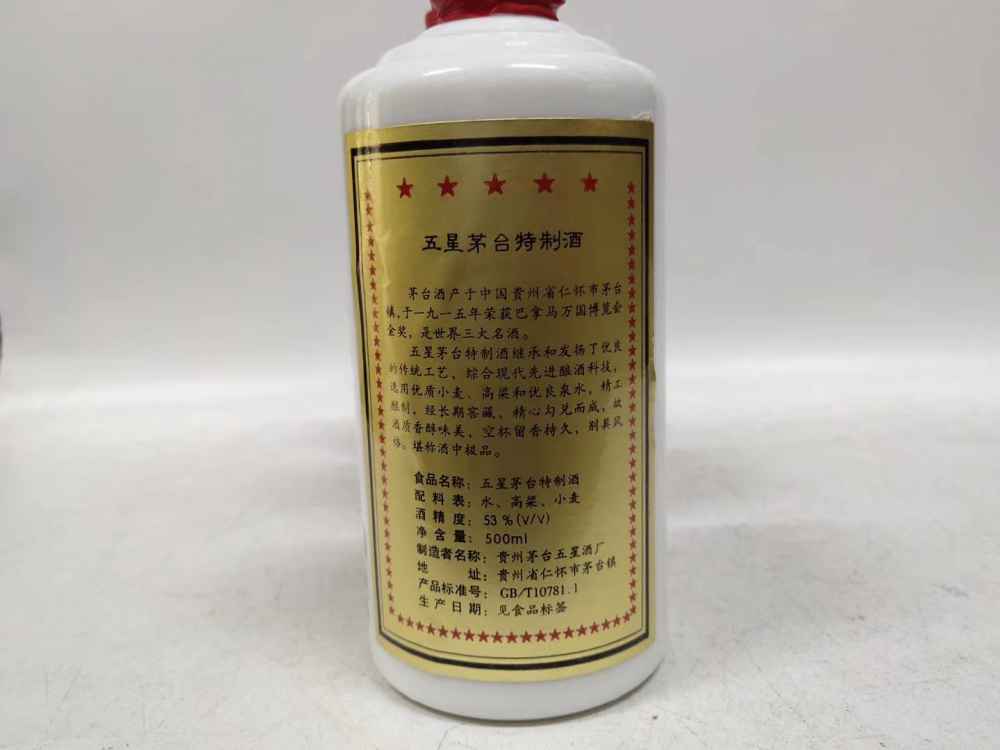 五星茅台特制酒
茅台酒产于中国贵州省仁怀市茅台
镇,于一九一五年荣获巴拿马万国博览会
金奖，是世界三大名酒。
五星茅台特制酒继承和发扬了优良
的传统工艺，综合现代先进酿酒科技，
选用优质小麦、高粱和优良泉水，精工
酿制，经长期窖藏、精心勾兑而成，故
酒质香醇味美，空杯留香持久，别具风
格。堪称酒中极品。
食品名称：五星茅台特制酒
配料表：水、高粱、小麦
酒精度：53%(V/V)
净含量：500ml
制造者名称：贵州茅台五星酒厂
地址：贵州省仁怀市茅台镇
产品标准号：GB/T10781.1
生产日期：见食品标签